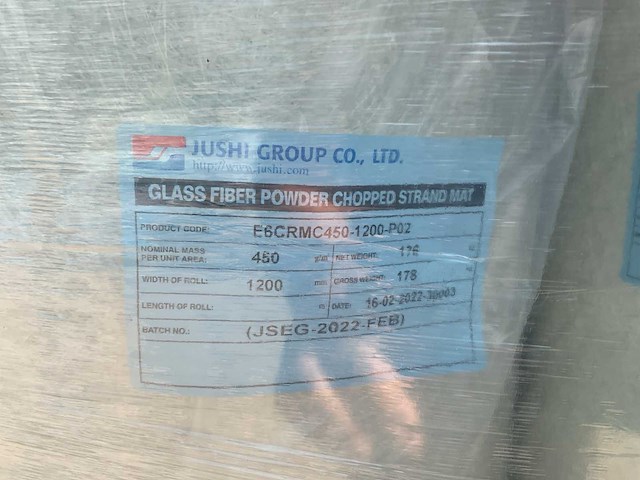 JUSHI GROUP CO., LTD.
http://www.jushi.com
GLASS FIBER POWDER CHOPPED STRAND MAT
PRODUCT CODE: E6CRMC450-1200-P02
NOMINAL MASS PER UNIT AREA: 450 g/m² NET WEIGHT: 176
WIDTH OF ROLL: 1200 mm GROSS WEIGHT: 178
LENGTH OF ROLL: m DATE: 16-02-2022
BATCH NO.: (JSEG-2022-FEB)